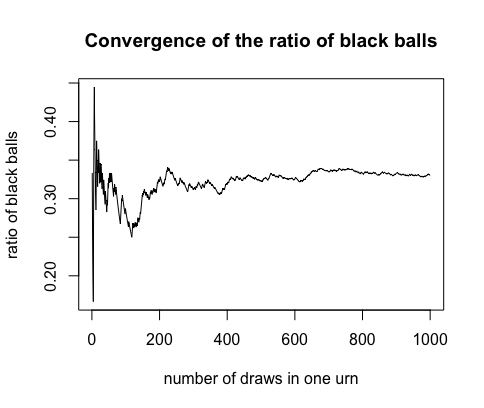 Convergence of the ratio of black balls
ratio of black balls
0.40
0.30
0.20
0 200 400 600 800 1000
number of draws in one urn